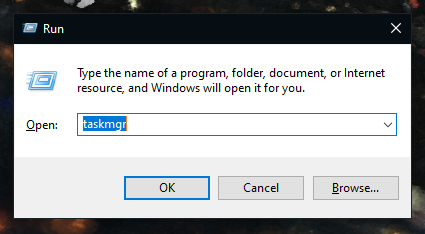 Run
Type the name of a program, folder, document, or Internet
resource, and Windows will open it for you.
Open: taskmgr
OK Cancel Browse...